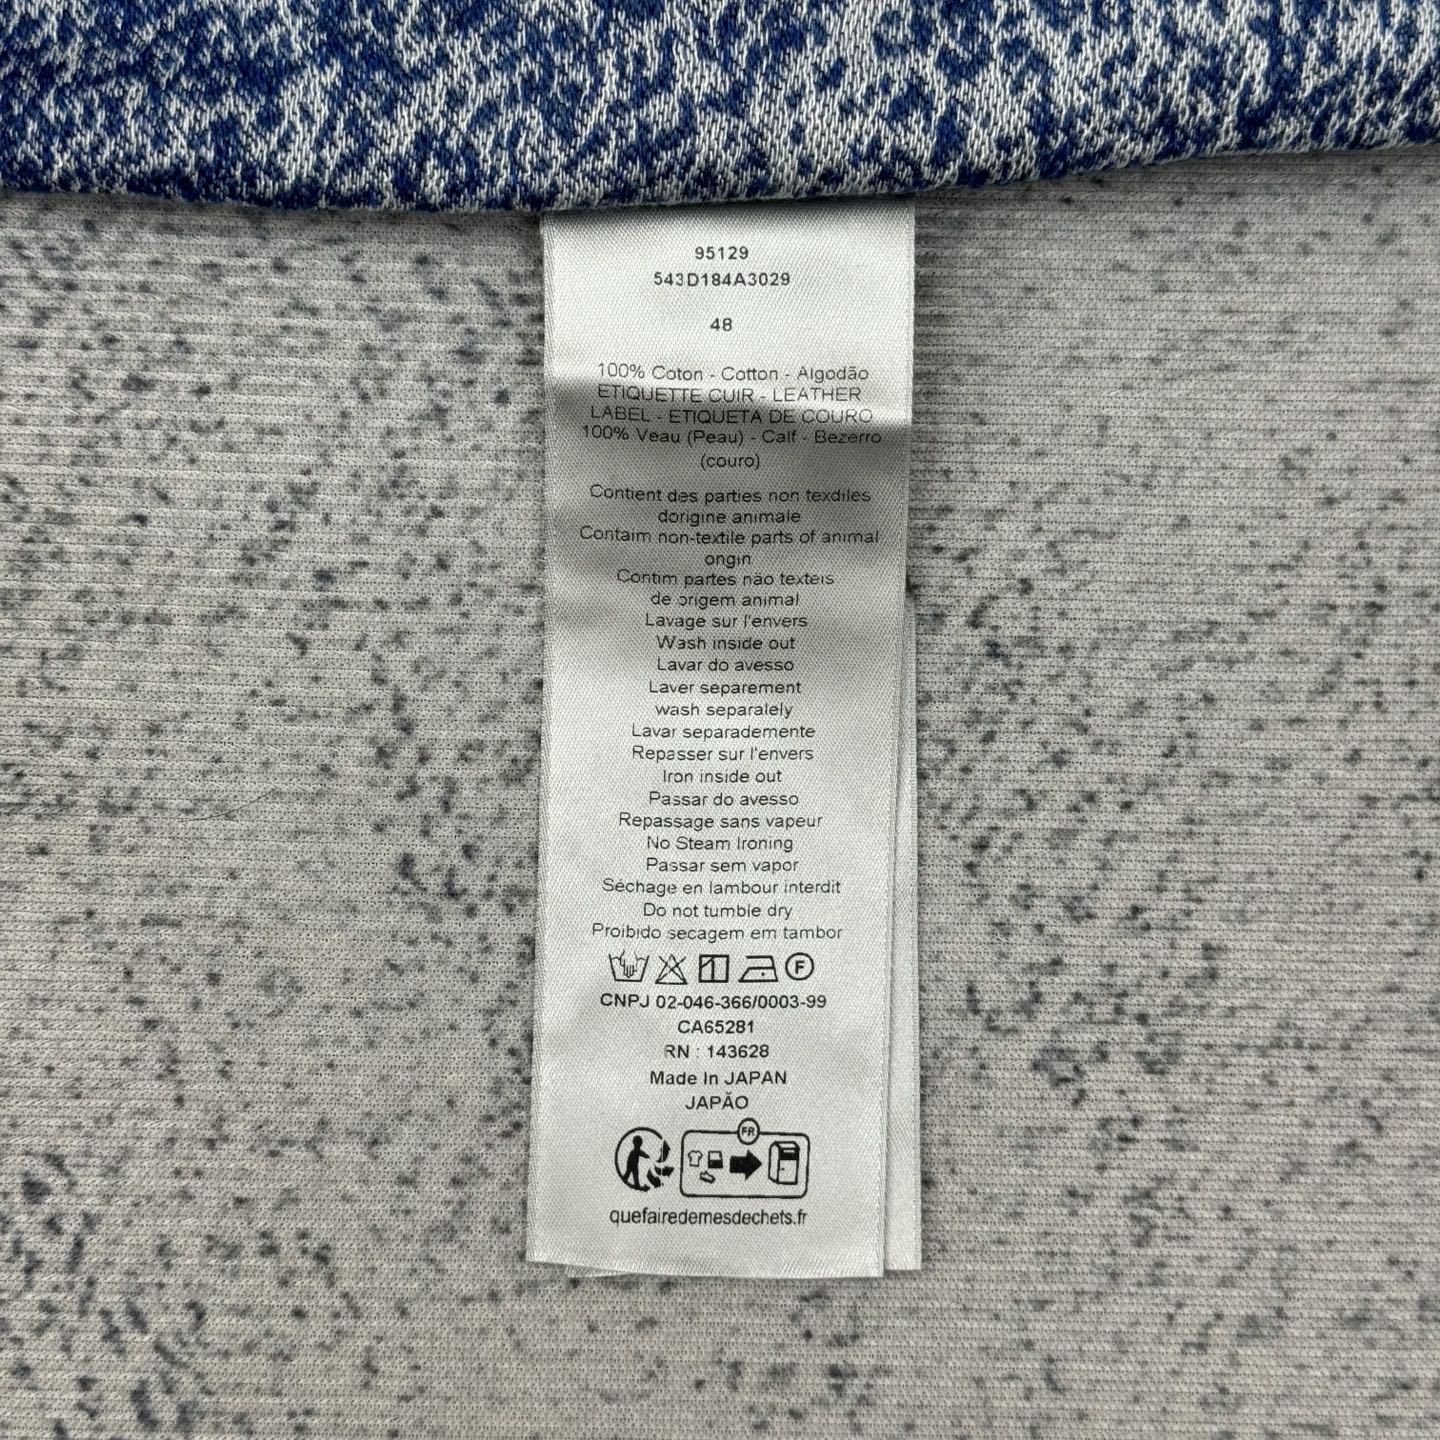 95129
543D184A3029
48
100% Coton - Cotton - Algodão
ETIQUETTE CUIR - LEATHER
LABEL - ETIQUETA DE COURO
100% Veau (Peau) - Calf - Bezerro
(couro)
Contient des parties non texdiles
dorigine animale
Contaim non-textile parts of animal
ongin
Contim partes não texteis
de origem animal
Lavage sur l'envers
Wash inside out
Lavar do avesso
Laver separement
wash separalely
Lavar separademente
Repasser sur l'envers
Iron inside out
Passar do avesso
Repassage sans vapeur
No Steam Ironing
Passar sem vapor
Séchage en lambour interdit
Do not tumble dry
Proibido secagem em tambor
F
CNPJ 02-046-366/0003-99
CA65281
RN : 143628
Made In JAPAN
JAPÃO
FR
quefairedemesdechets.fr